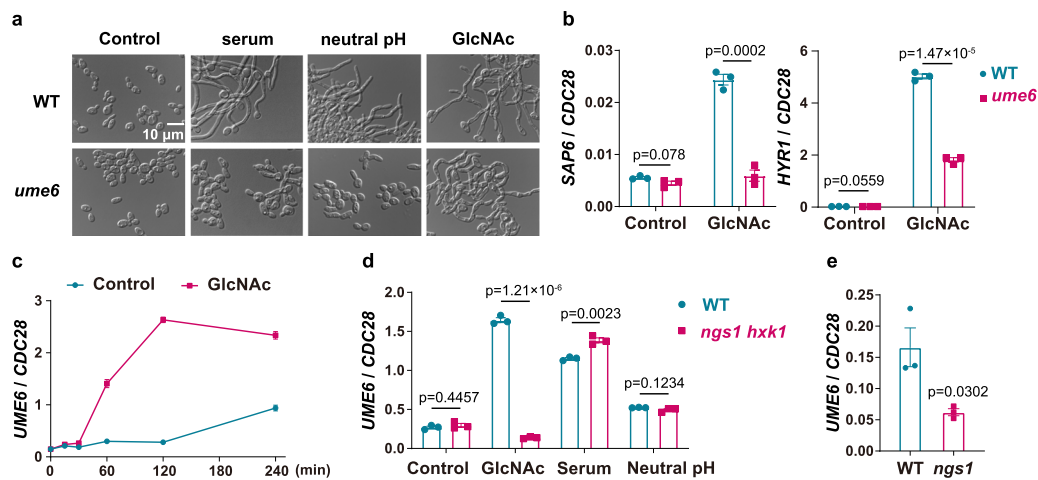 a
Control serum neutral pH GlcNAc
WT
10 μm
ume6
b
SAP6 / CDC28
0.03
0.02
0.01
0.00
p=0.0002
p=0.078
Control GlcNAc
HYR1 / CDC28
6
4
2
0
p=1.47×10⁻⁵
p=0.0559
Control GlcNAc
WT
ume6
c
Control GlcNAc
UME6 / CDC28
3
2
1
0
0 60 120 180 240 (min)
d
UME6 / CDC28
2.0
1.5
1.0
0.5
0.0
p=1.21×10⁻⁶
p=0.0023
p=0.4457
p=0.1234
WT
ngs1 hxk1
Control GlcNAc Serum Neutral pH
e
UME6 / CDC28
0.25
0.20
0.15
0.10
0.05
0.00
p=0.0302
WT ngs1